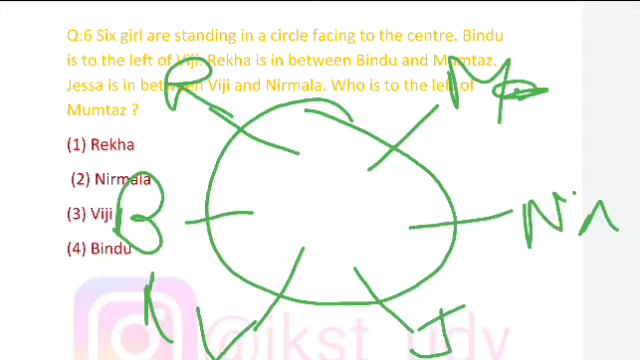 Q:6 Six girl are standing in a circle facing to the centre. Bindu
is to the left of Viji. Rekha is in between Bindu and Mumtaz.
Jessa is in between Viji and Nirmala. Who is to the left of
Mumtaz ?
(1) Rekha
(2) Nirmala
(3) Viji
(4) Bindu
R
B
V
J
@jkst_udy